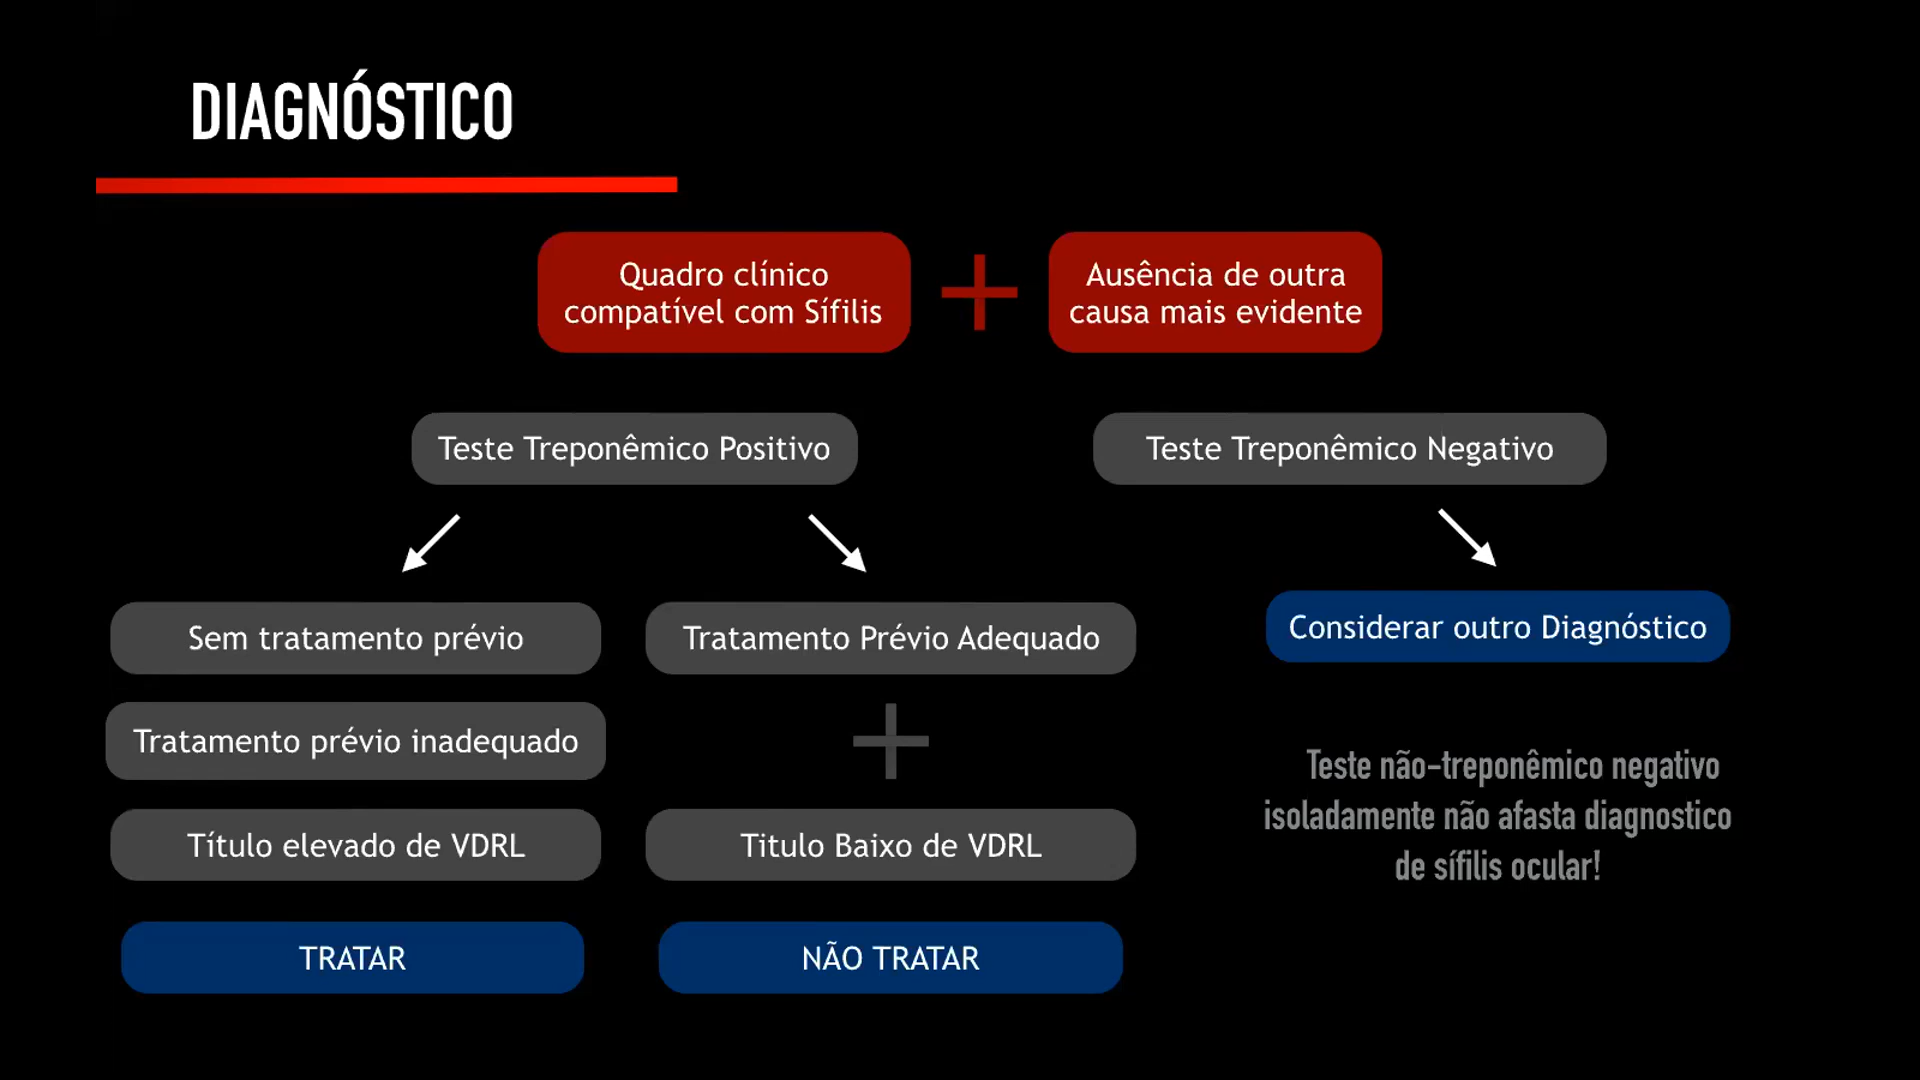 DIAGNÓSTICO
Quadro clínico
compatível com Sífilis
Ausência de outra
causa mais evidente
Teste Treponêmico Positivo
Teste Treponêmico Negativo
Sem tratamento prévio
Tratamento Prévio Adequado
Considerar outro Diagnóstico
Tratamento prévio inadequado
Teste não-treponêmico negativo
isoladamente não afasta diagnostico
de sífilis ocular!
Título elevado de VDRL
Titulo Baixo de VDRL
TRATAR
NÃO TRATAR